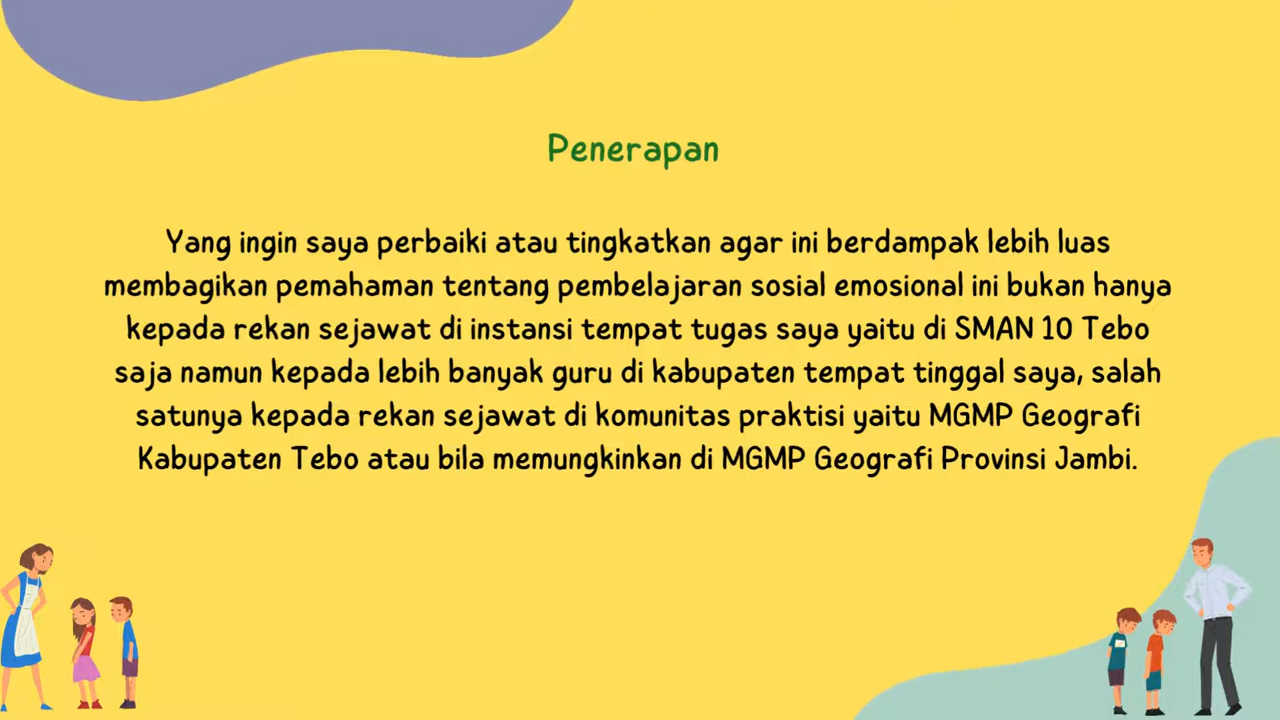 Penerapan
Yang ingin saya perbaiki atau tingkatkan agar ini berdampak lebih luas
membagikan pemahaman tentang pembelajaran sosial emosional ini bukan hanya
kepada rekan sejawat di instansi tempat tugas saya yaitu di SMAN 10 Tebo
saja namun kepada lebih banyak guru di kabupaten tempat tinggal saya, salah
satunya kepada rekan sejawat di komunitas praktisi yaitu MGMP Geografi
Kabupaten Tebo atau bila memungkinkan di MGMP Geografi Provinsi Jambi.